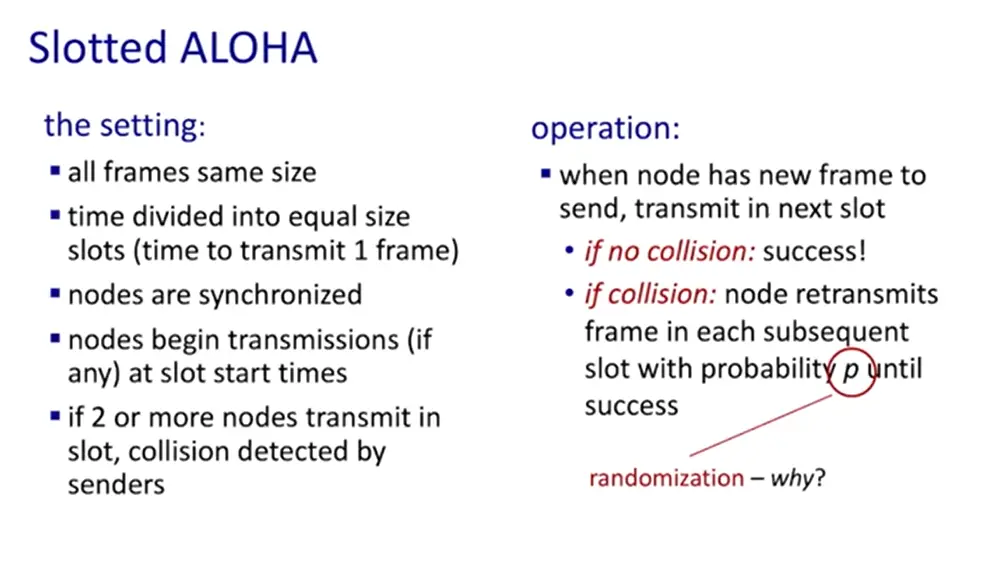 Slotted ALOHA
the setting:
▪ all frames same size
▪ time divided into equal size
slots (time to transmit 1 frame)
▪ nodes are synchronized
▪ nodes begin transmissions (if
any) at slot start times
▪ if 2 or more nodes transmit in
slot, collision detected by
senders
operation:
▪ when node has new frame to
send, transmit in next slot
• if no collision: success!
• if collision: node retransmits
frame in each subsequent
slot with probability p until
success
randomization – why?